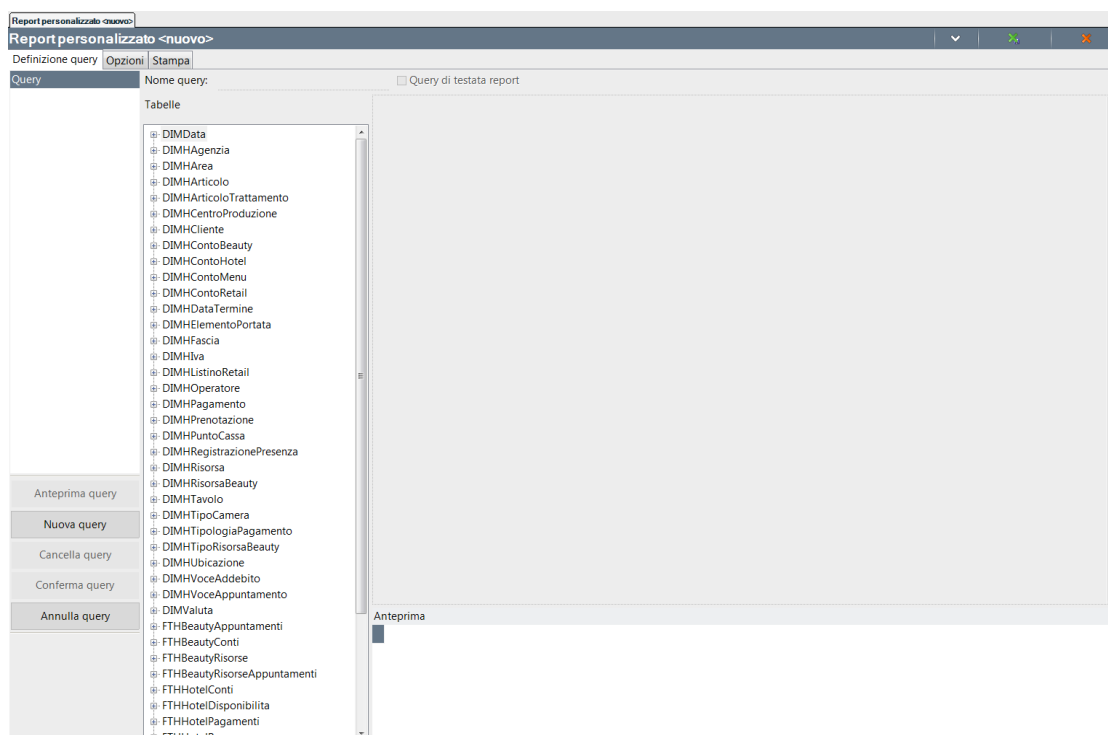 Report personalizzato <nuovo>
Report personalizzato <nuovo>
Definizione query Opzioni Stampa
Query
Nome query:
Query di testata report
Tabelle
DIMData
DIMHAgenzia
DIMHArea
DIMHArticolo
DIMHArticoloTrattamento
DIMHCentroProduzione
DIMHCliente
DIMHContoBeauty
DIMHContoHotel
DIMHContoMenu
DIMHContoRetail
DIMHDataTermine
DIMHElementoPortata
DIMHFascia
DIMHIva
DIMHListinoRetail
DIMHOperatore
DIMHPagamento
DIMHPrenotazione
DIMHPuntoCassa
DIMHRegistrazionePresenza
DIMHRisorsa
DIMHRisorsaBeauty
DIMHTavolo
DIMHTipoCamera
DIMHTipologiaPagamento
DIMHTipoRisorsaBeauty
DIMHUbicazione
DIMHVoceAddebito
DIMHVoceAppuntamento
DIMValuta
FTHBeautyAppuntamenti
FTHBeautyConti
FTHBeautyRisorse
FTHBeautyRisorseAppuntamenti
FTHHotelConti
FTHHotelDisponibilita
FTHHotelPagamenti
Anteprima query
Nuova query
Cancella query
Conferma query
Annulla query
Anteprima